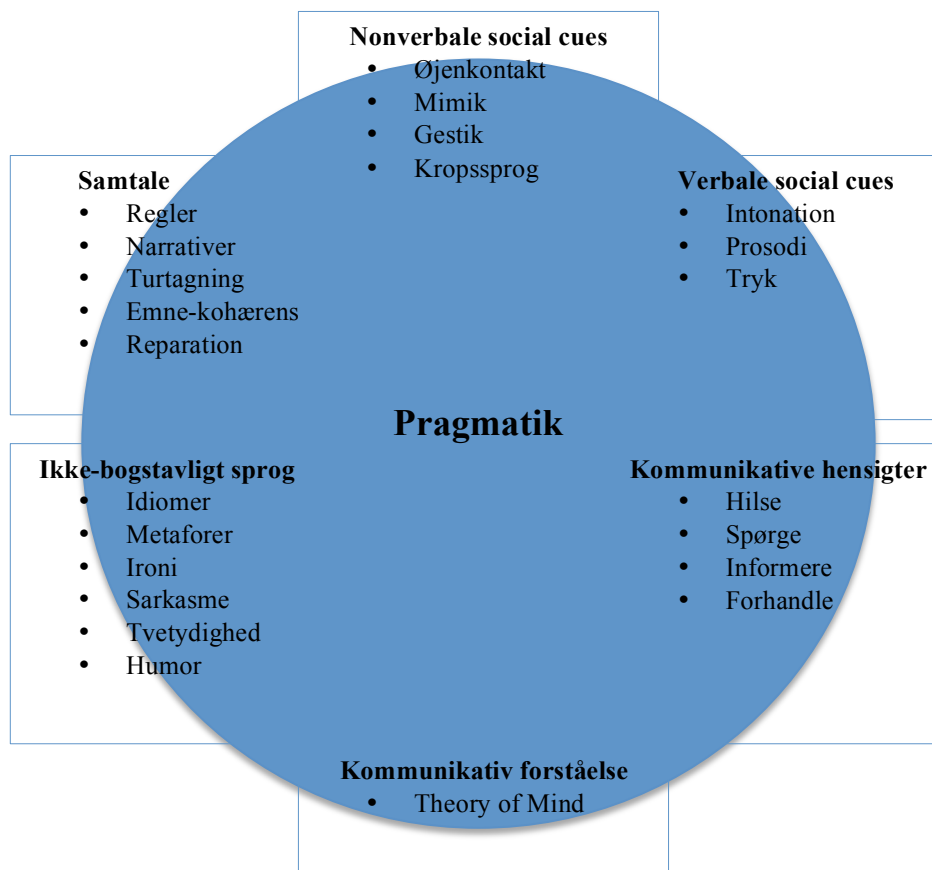 Nonverbale social cues
• Øjenkontakt
• Mimik
• Gestik
• Kropssprog
Samtale
• Regler
• Narrativer
• Turtagning
• Emne-kohærens
• Reparation
Verbale social cues
• Intonation
• Prosodi
• Tryk
Pragmatik
Ikke-bogstavligt sprog
• Idiomer
• Metaforer
• Ironi
• Sarkasme
• Tvetydighed
• Humor
Kommunikative hensigter
• Hilse
• Spørge
• Informere
• Forhandle
Kommunikativ forståelse
• Theory of Mind